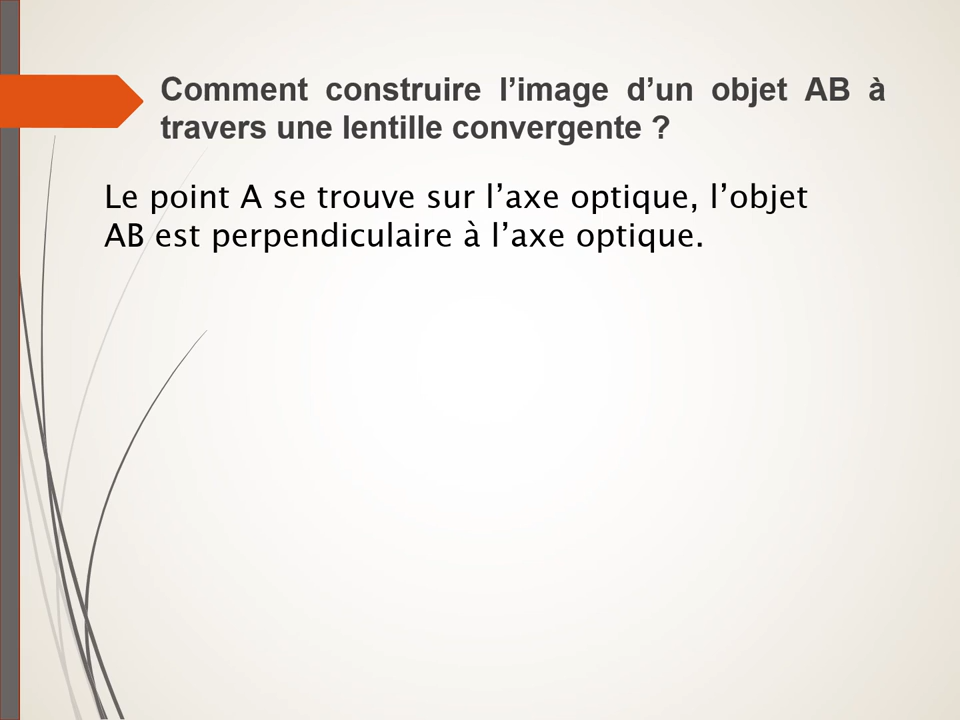 Comment construire l’image d’un objet AB à
travers une lentille convergente ?
Le point A se trouve sur l’axe optique, l’objet
AB est perpendiculaire à l’axe optique.